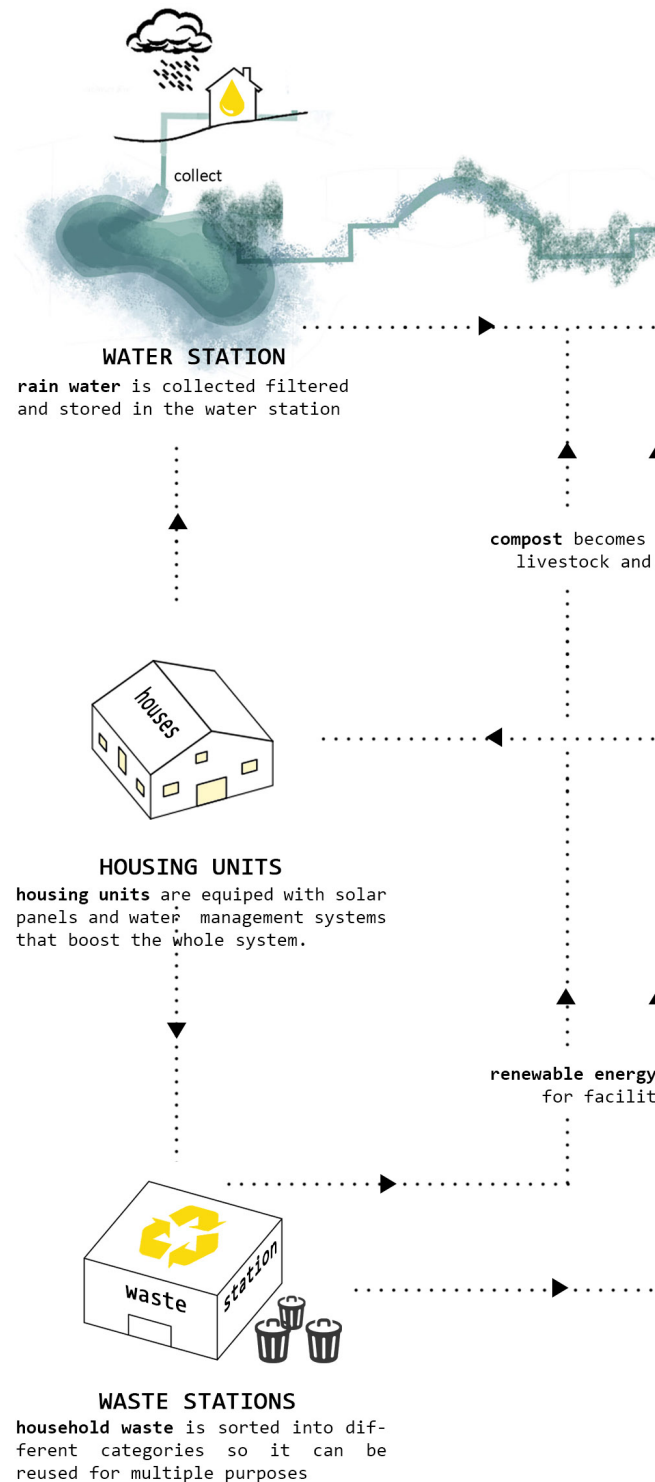 collect
WATER STATION
rain water is collected filtered
and stored in the water station
compost becomes
livestock and
houses
HOUSING UNITS
housing units are equiped with solar
panels and water management systems
that boost the whole system.
renewable energy
for facilit
waste station
WASTE STATIONS
household waste is sorted into dif-
ferent categories so it can be
reused for multiple purposes